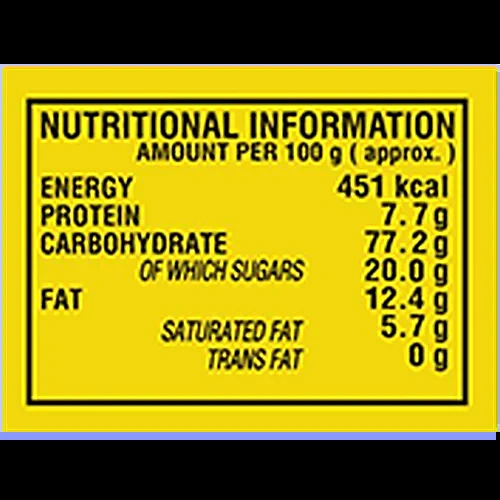 NUTRITIONAL INFORMATION
AMOUNT PER 100 g ( approx. )
ENERGY 451 kcal
PROTEIN 7.7 g
CARBOHYDRATE 77.2 g
OF WHICH SUGARS 20.0 g
FAT 12.4 g
SATURATED FAT 5.7 g
TRANS FAT 0 g